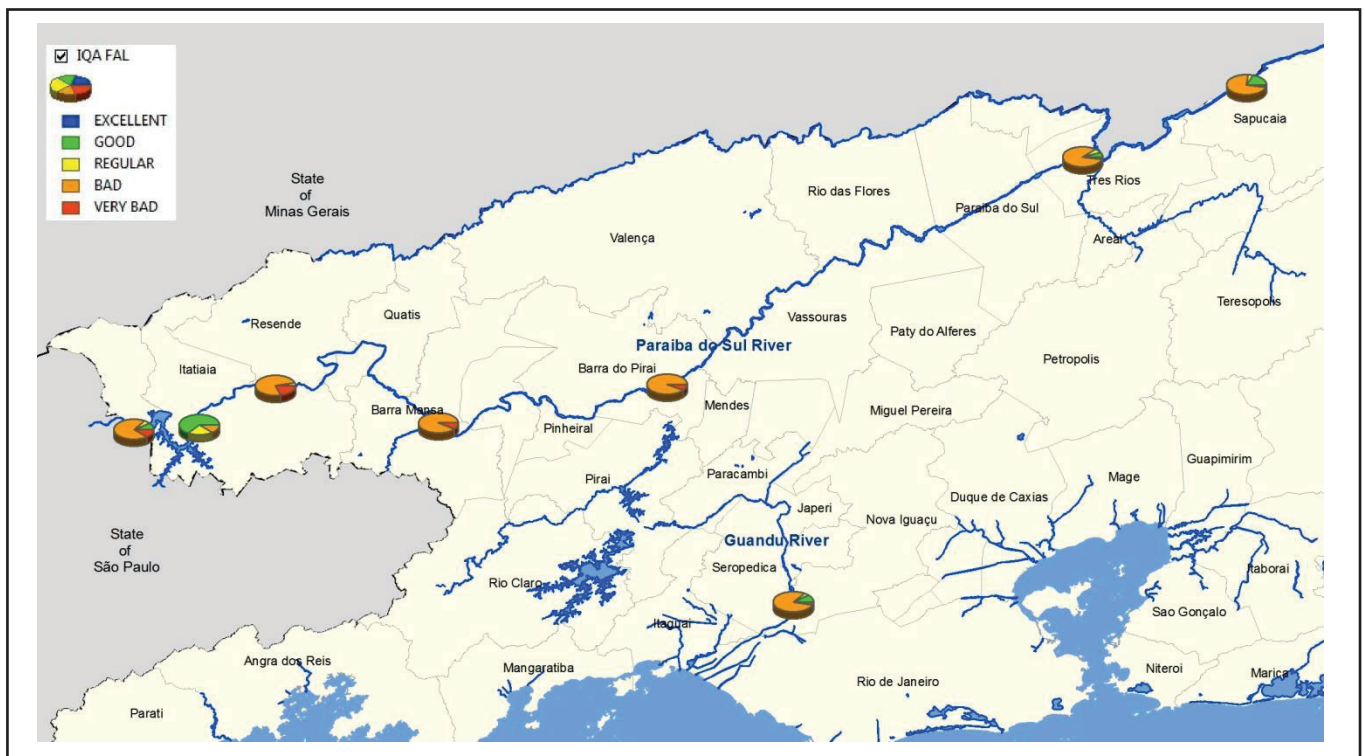 IQA FAL
EXCELLENT
GOOD
REGULAR
BAD
VERY BAD
State
of
Minas Gerais
Sapucaia
Tres Rios
Rio das Flores
Paraiba do Sul
Areal
Valença
Teresopolis
Quatis
Resende
Vassouras
Paty do Alferes
Paraiba do Sul River
Petropolis
Itatiaia
Barra do Pirai
Mendes
Barra Mansa
Miguel Pereira
Pinheiral
Guapimirim
Pirai
Paracambi
Mage
Duque de Caxias
Japeri
Nova Iguaçu
State
of
São Paulo
Guandu River
Rio Claro
Seropedica
Itaborai
Sao Gonçalo
Itaguai
Angra dos Reis
Mangaratiba
Niteroi
Marica
Rio de Janeiro
Parati